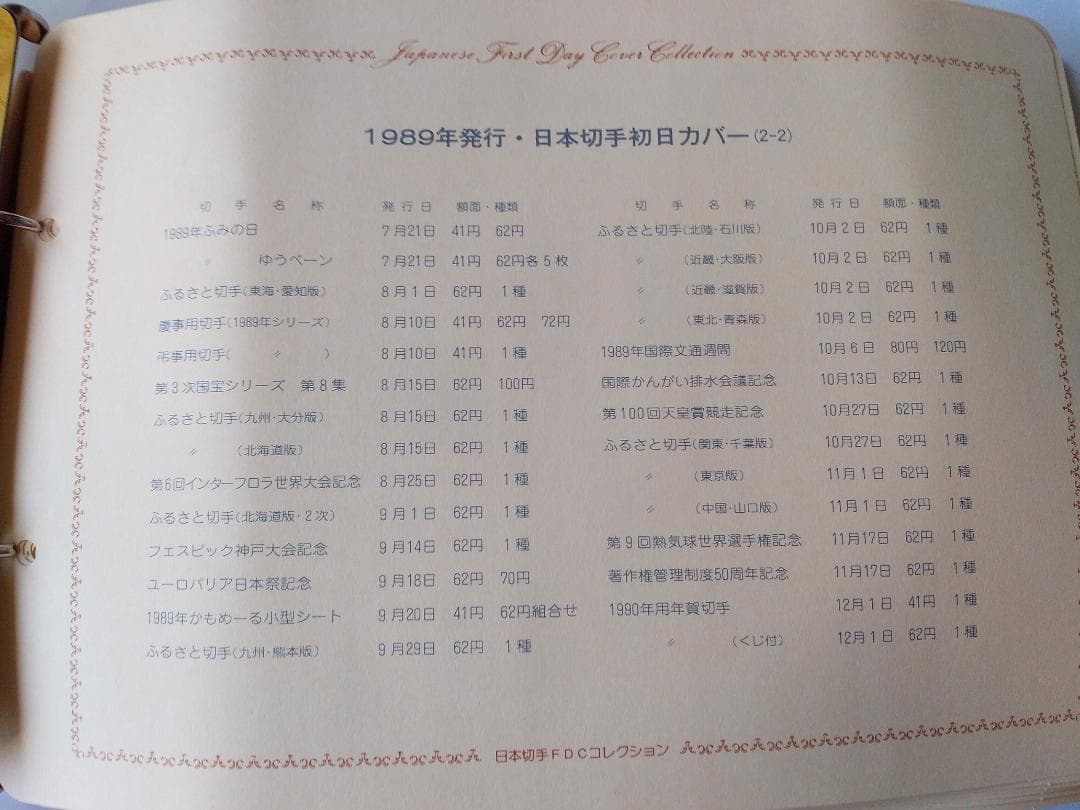 Japanese First Day Cover Collection
1989年発行・日本切手初日カバー(2-2)
切手名称 発行日 額面・種類
1989年ふみの日 7月21日 41円 62円
〃 ゆうペーン 7月21日 41円 62円各5枚
ふるさと切手(東海・愛知版) 8月1日 62円 1種
慶事用切手(1989年シリーズ) 8月10日 41円 62円 72円
弔事用切手( 〃 ) 8月10日 41円 1種
第3次国宝シリーズ 第8集 8月15日 62円 100円
ふるさと切手(九州・大分版) 8月15日 62円 1種
〃 (北海道版) 8月15日 62円 1種
第6回インターフロラ世界大会記念 8月25日 62円 1種
ふるさと切手(北海道版・2次) 9月1日 62円 1種
フェスピック神戸大会記念 9月14日 62円 1種
ユーロパリア日本祭記念 9月18日 62円 70円
1989年かもめーる小型シート 9月20日 41円 62円組合せ
ふるさと切手(九州・熊本版) 9月29日 62円 1種
切手名称 発行日 額面・種類
ふるさと切手(北陸・石川版) 10月2日 62円 1種
〃 (近畿・大阪版) 10月2日 62円 1種
〃 (近畿・滋賀版) 10月2日 62円 1種
〃 (東北・青森版) 10月2日 62円 1種
1989年国際文通週間 10月6日 80円 120円
国際かんがい排水会議記念 10月13日 62円 1種
第100回天皇賞競走記念 10月27日 62円 1種
ふるさと切手(関東・千葉版) 10月27日 62円 1種
〃 (東京版) 11月1日 62円 1種
〃 (中国・山口版) 11月1日 62円 1種
第9回熱気球世界選手権記念 11月17日 62円 1種
著作権管理制度50周年記念 11月17日 62円 1種
1990年用年賀切手 12月1日 41円 1種
〃 (くじ付) 12月1日 62円 1種
日本切手FDCコレクション